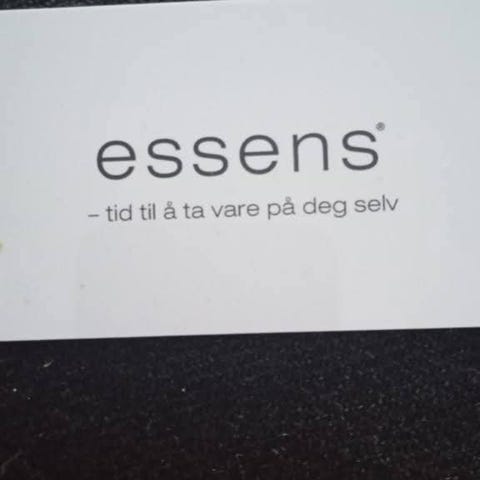 essens®
– tid til å ta vare på deg selv